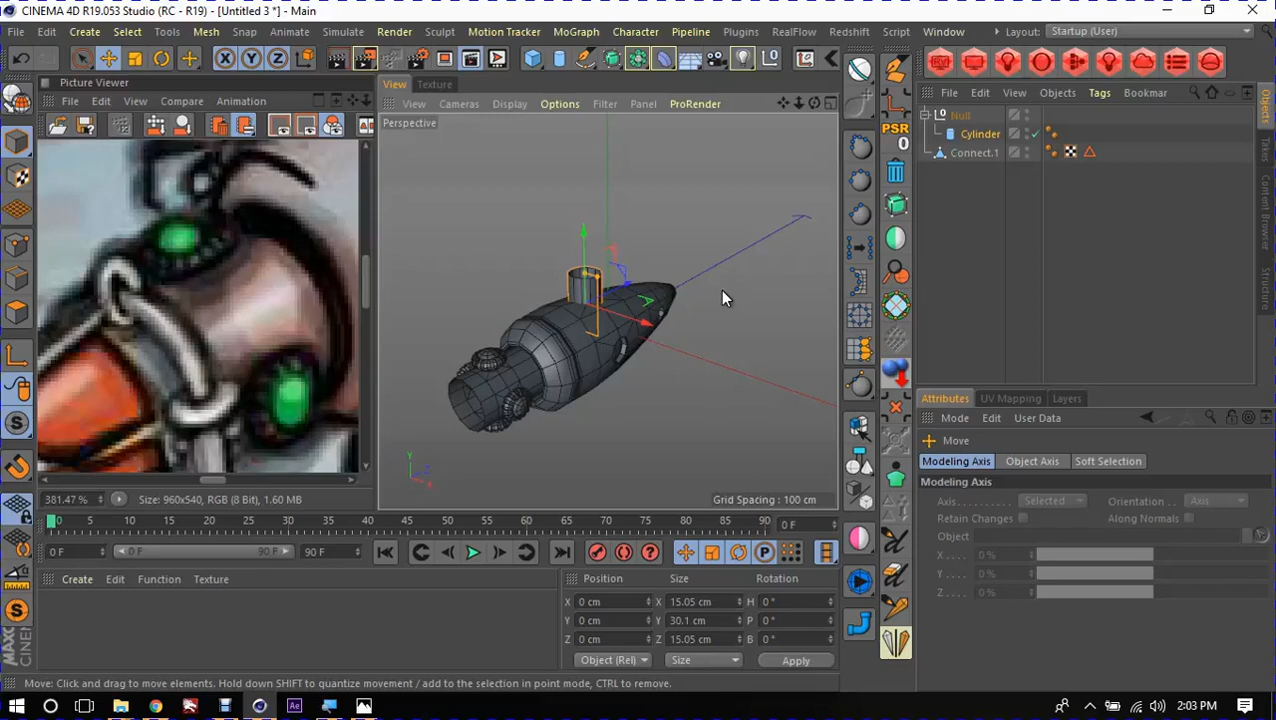 CINEMA 4D R19.053 Studio (RC - R19) - [Untitled 3 *] - Main
File Edit Create Select Tools Mesh Snap Animate Simulate Render Sculpt Motion Tracker MoGraph Character Pipeline Plugins RealFlow Redshift Script Window Layout: Startup (User)
X Y Z
Picture Viewer
File Edit View Compare Animation
View Texture
View Cameras Display Options Filter Panel ProRender
Perspective
Grid Spacing : 100 cm
381.47 % Size: 960x540, RGB (8 Bit), 1.60 MB
PSR
0
File Edit View Objects Tags Bookmar
Null
Cylinder
Connect.1
Objects
Takes
Content Browser
Structure
Attributes UV Mapping Layers
Mode Edit User Data
Move
Modeling Axis Object Axis Soft Selection
Modeling Axis
Axis Selected Orientation Axis
Retain Changes Along Normals
Object
X 0 %
Y 0 %
Z 0 %
0 5 10 15 20 25 30 35 40 45 50 55 60 65 70 75 80 85 90 0 F
0 F 0 F 90 F 90 F
Create Edit Function Texture
Position Size Rotation
X 0 cm X 15.05 cm H 0 °
Y 0 cm Y 30.1 cm P 0 °
Z 0 cm Z 15.05 cm B 0 °
Object (Rel) Size Apply
MAXC
CINEM
Move: Click and drag to move elements. Hold down SHIFT to quantize movement / add to the selection in point mode, CTRL to remove.
Ae
2:03 PM